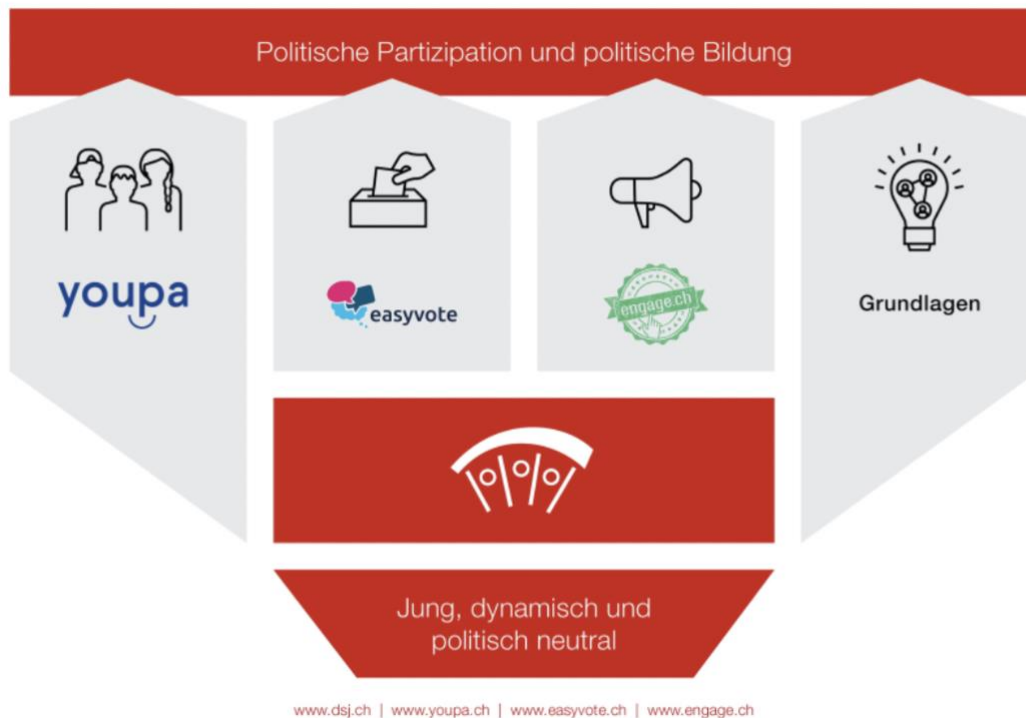 Politische Partizipation und politische Bildung
youpa
easyvote
engage.ch
Grundlagen
Jung, dynamisch und
politisch neutral
www.dsj.ch | www.youpa.ch | www.easyvote.ch | www.engage.ch